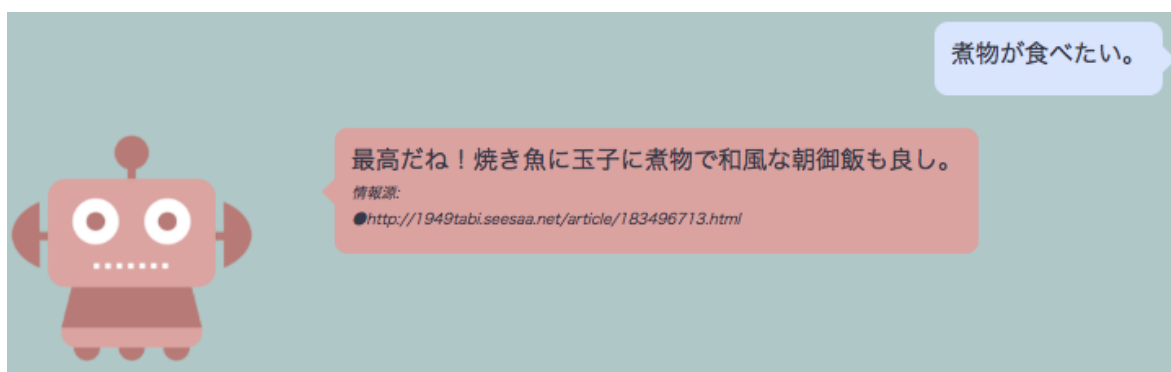 煮物が食べたい。
最高だね！焼き魚に玉子に煮物で和風な朝御飯も良し。
情報源:
●http://1949tabi.seesaa.net/article/183496713.html